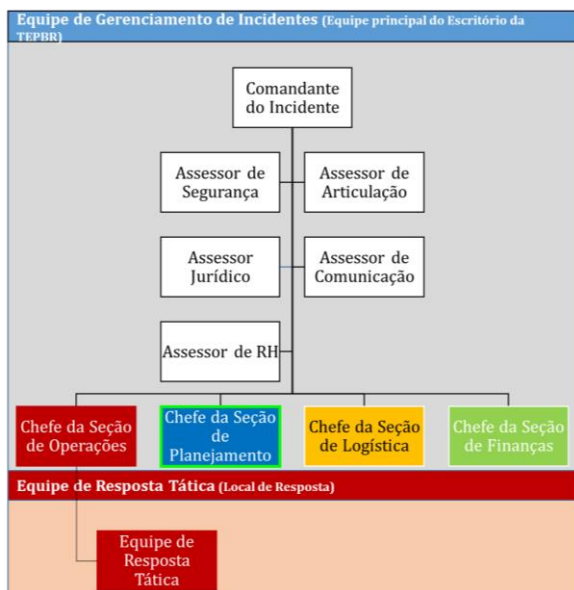 Equipe de Gerenciamento de Incidentes (Equipe principal do Escritório da
TEPBR)
Comandante
do Incidente
Assessor de
Segurança
Assessor de
Articulação
Assessor
Jurídico
Assessor de
Comunicação
Assessor de RH
Chefe da Seção
de Operações
Chefe da Seção
de
Planejamento
Chefe da Seção
de Logística
Chefe da Seção
de Finanças
Equipe de Resposta Tática (Local de Resposta)
Equipe de
Resposta
Tática